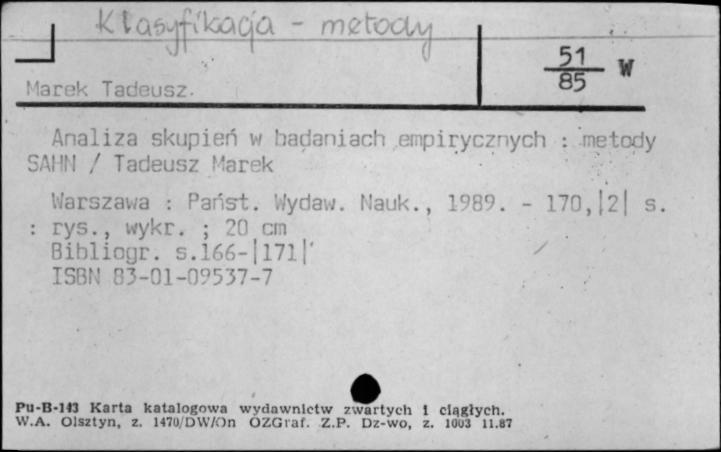 Klasyfikacja - metody
51
85 W
Marek Tadeusz.
Analiza skupień w badaniach empirycznych : metody
SAHN / Tadeusz Marek
Warszawa : Państ. Wydaw. Nauk., 1989. - 170,|2| s.
: rys., wykr. ; 20 cm
Bibliogr. s.166-|171|
ISBN 83-01-09537-7
Pu-B-143 Karta katalogowa wydawnictw zwartych i ciągłych.
W.A. Olsztyn, z. 1470/DW/On OZGraf. Z.P. Dz-wo, z. 1003 11.87